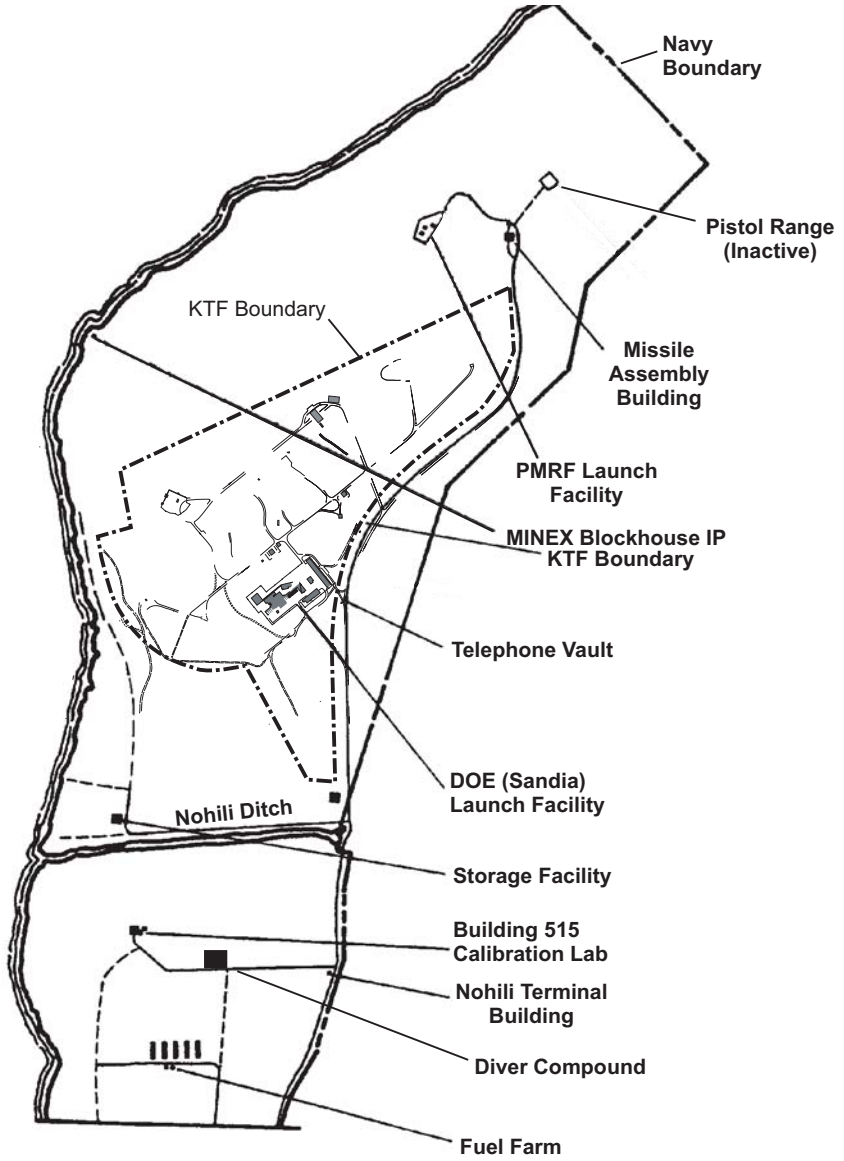 Navy
Boundary
Pistol Range
(Inactive)
KTF Boundary
Missile
Assembly
Building
PMRF Launch
Facility
MINEX Blockhouse IP
KTF Boundary
Telephone Vault
DOE (Sandia)
Launch Facility
Nohili Ditch
Storage Facility
Building 515
Calibration Lab
Nohili Terminal
Building
Diver Compound
Fuel Farm